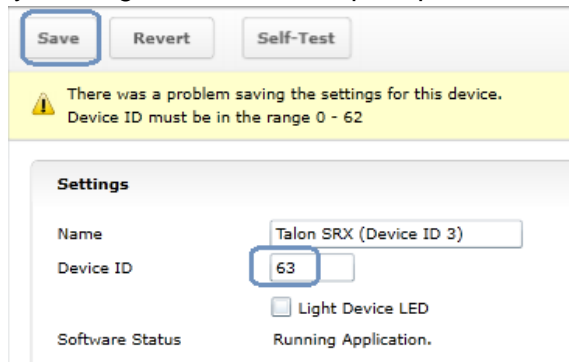 Save Revert Self-Test
There was a problem saving the settings for this device.
Device ID must be in the range 0 - 62
Settings
Name Talon SRX (Device ID 3)
Device ID 63
Light Device LED
Software Status Running Application.